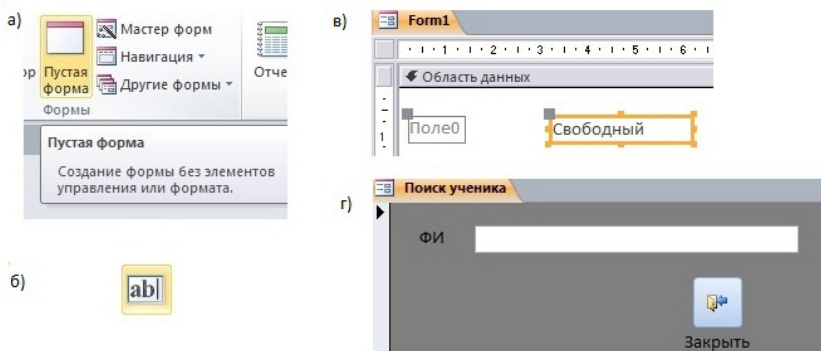 а)
Мастер форм
Навигация
Пустая форма
Другие формы
Отче
ор
Формы
Пустая форма
Создание формы без элементов
управления или формата.
б)
ab
в)
Form1
1 2 3 4 5 6
Область данных
1
Поле0
Свободный
г)
Поиск ученика
ФИ
Закрыть